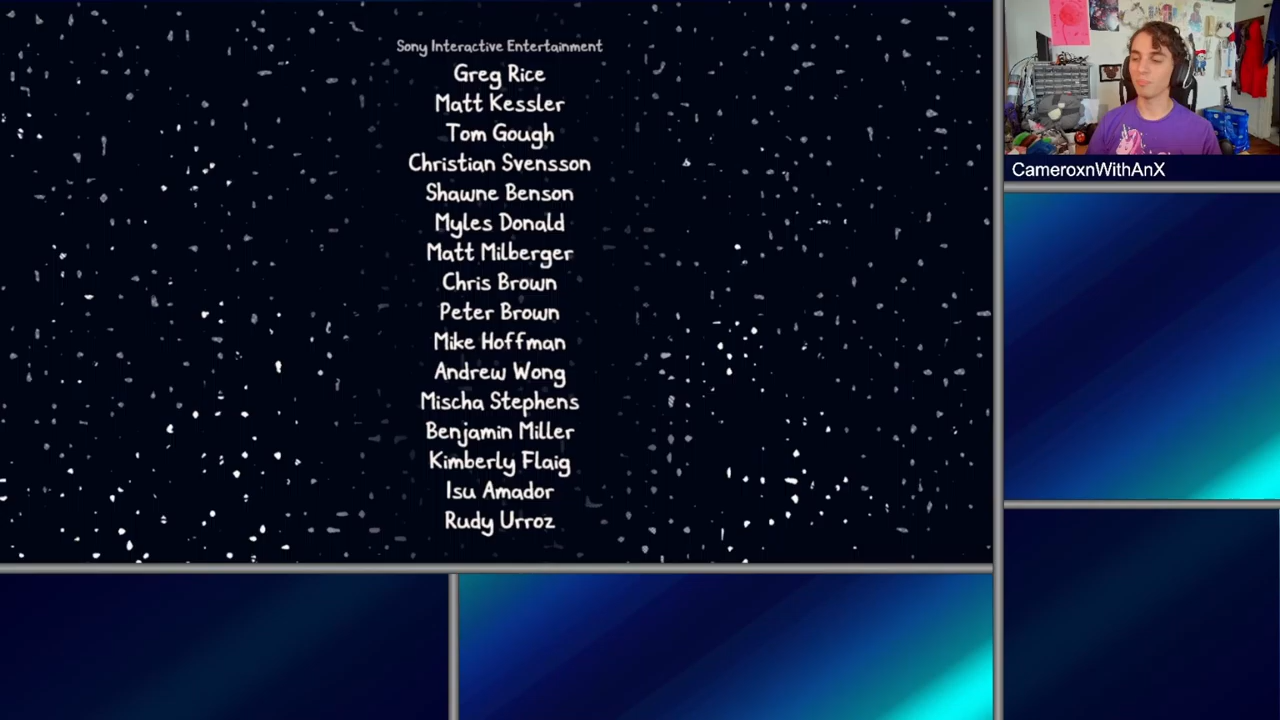 Sony Interactive Entertainment
Greg Rice
Matt Kessler
Tom Gough
Christian Svensson
Shawne Benson
Myles Donald
Matt Milberger
Chris Brown
Peter Brown
Mike Hoffman
Andrew Wong
Mischa Stephens
Benjamin Miller
Kimberly Flaig
Isu Amador
Rudy Urroz
CameroxnWithAnX